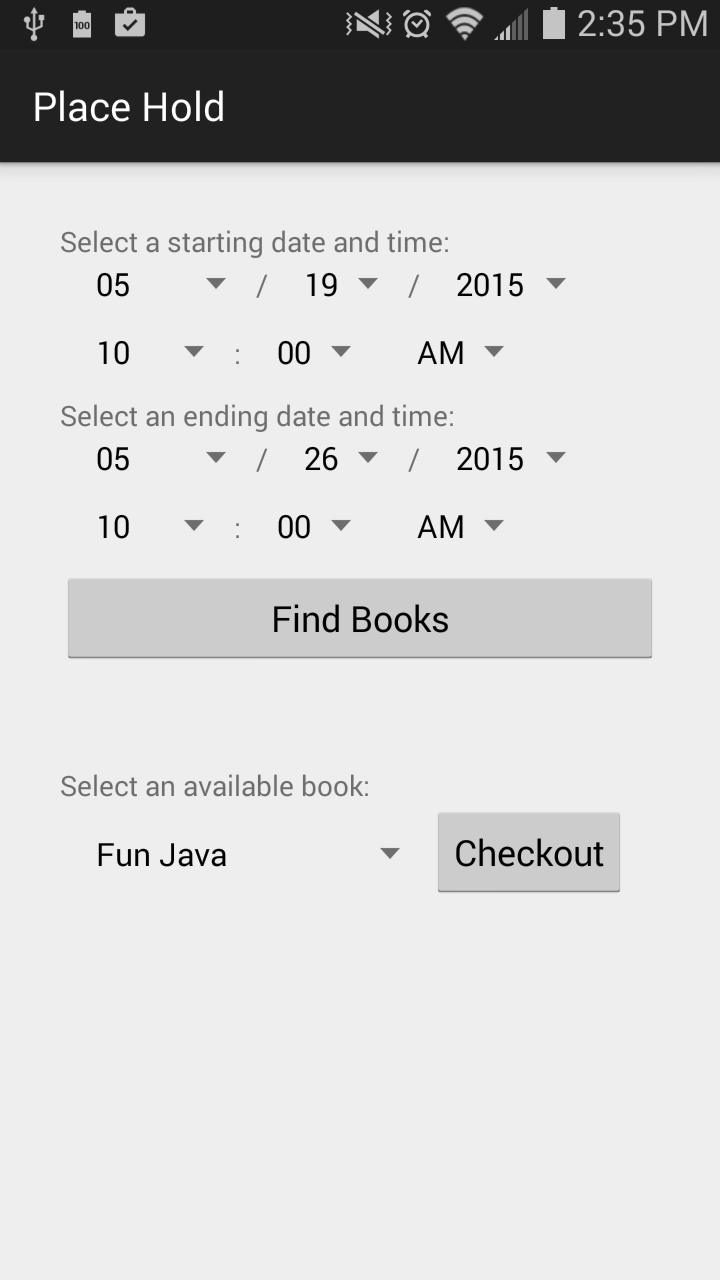 100 2:35 PM
Place Hold
Select a starting date and time:
05 / 19 / 2015
10 : 00 AM
Select an ending date and time:
05 / 26 / 2015
10 : 00 AM
Find Books
Select an available book:
Fun Java Checkout